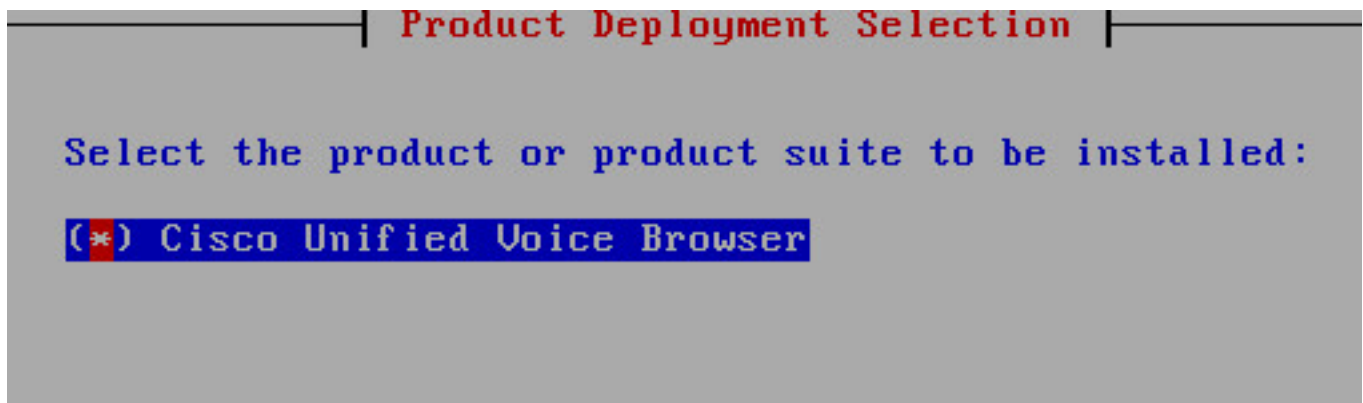 Product Deployment Selection
Select the product or product suite to be installed:
(*) Cisco Unified Voice Browser